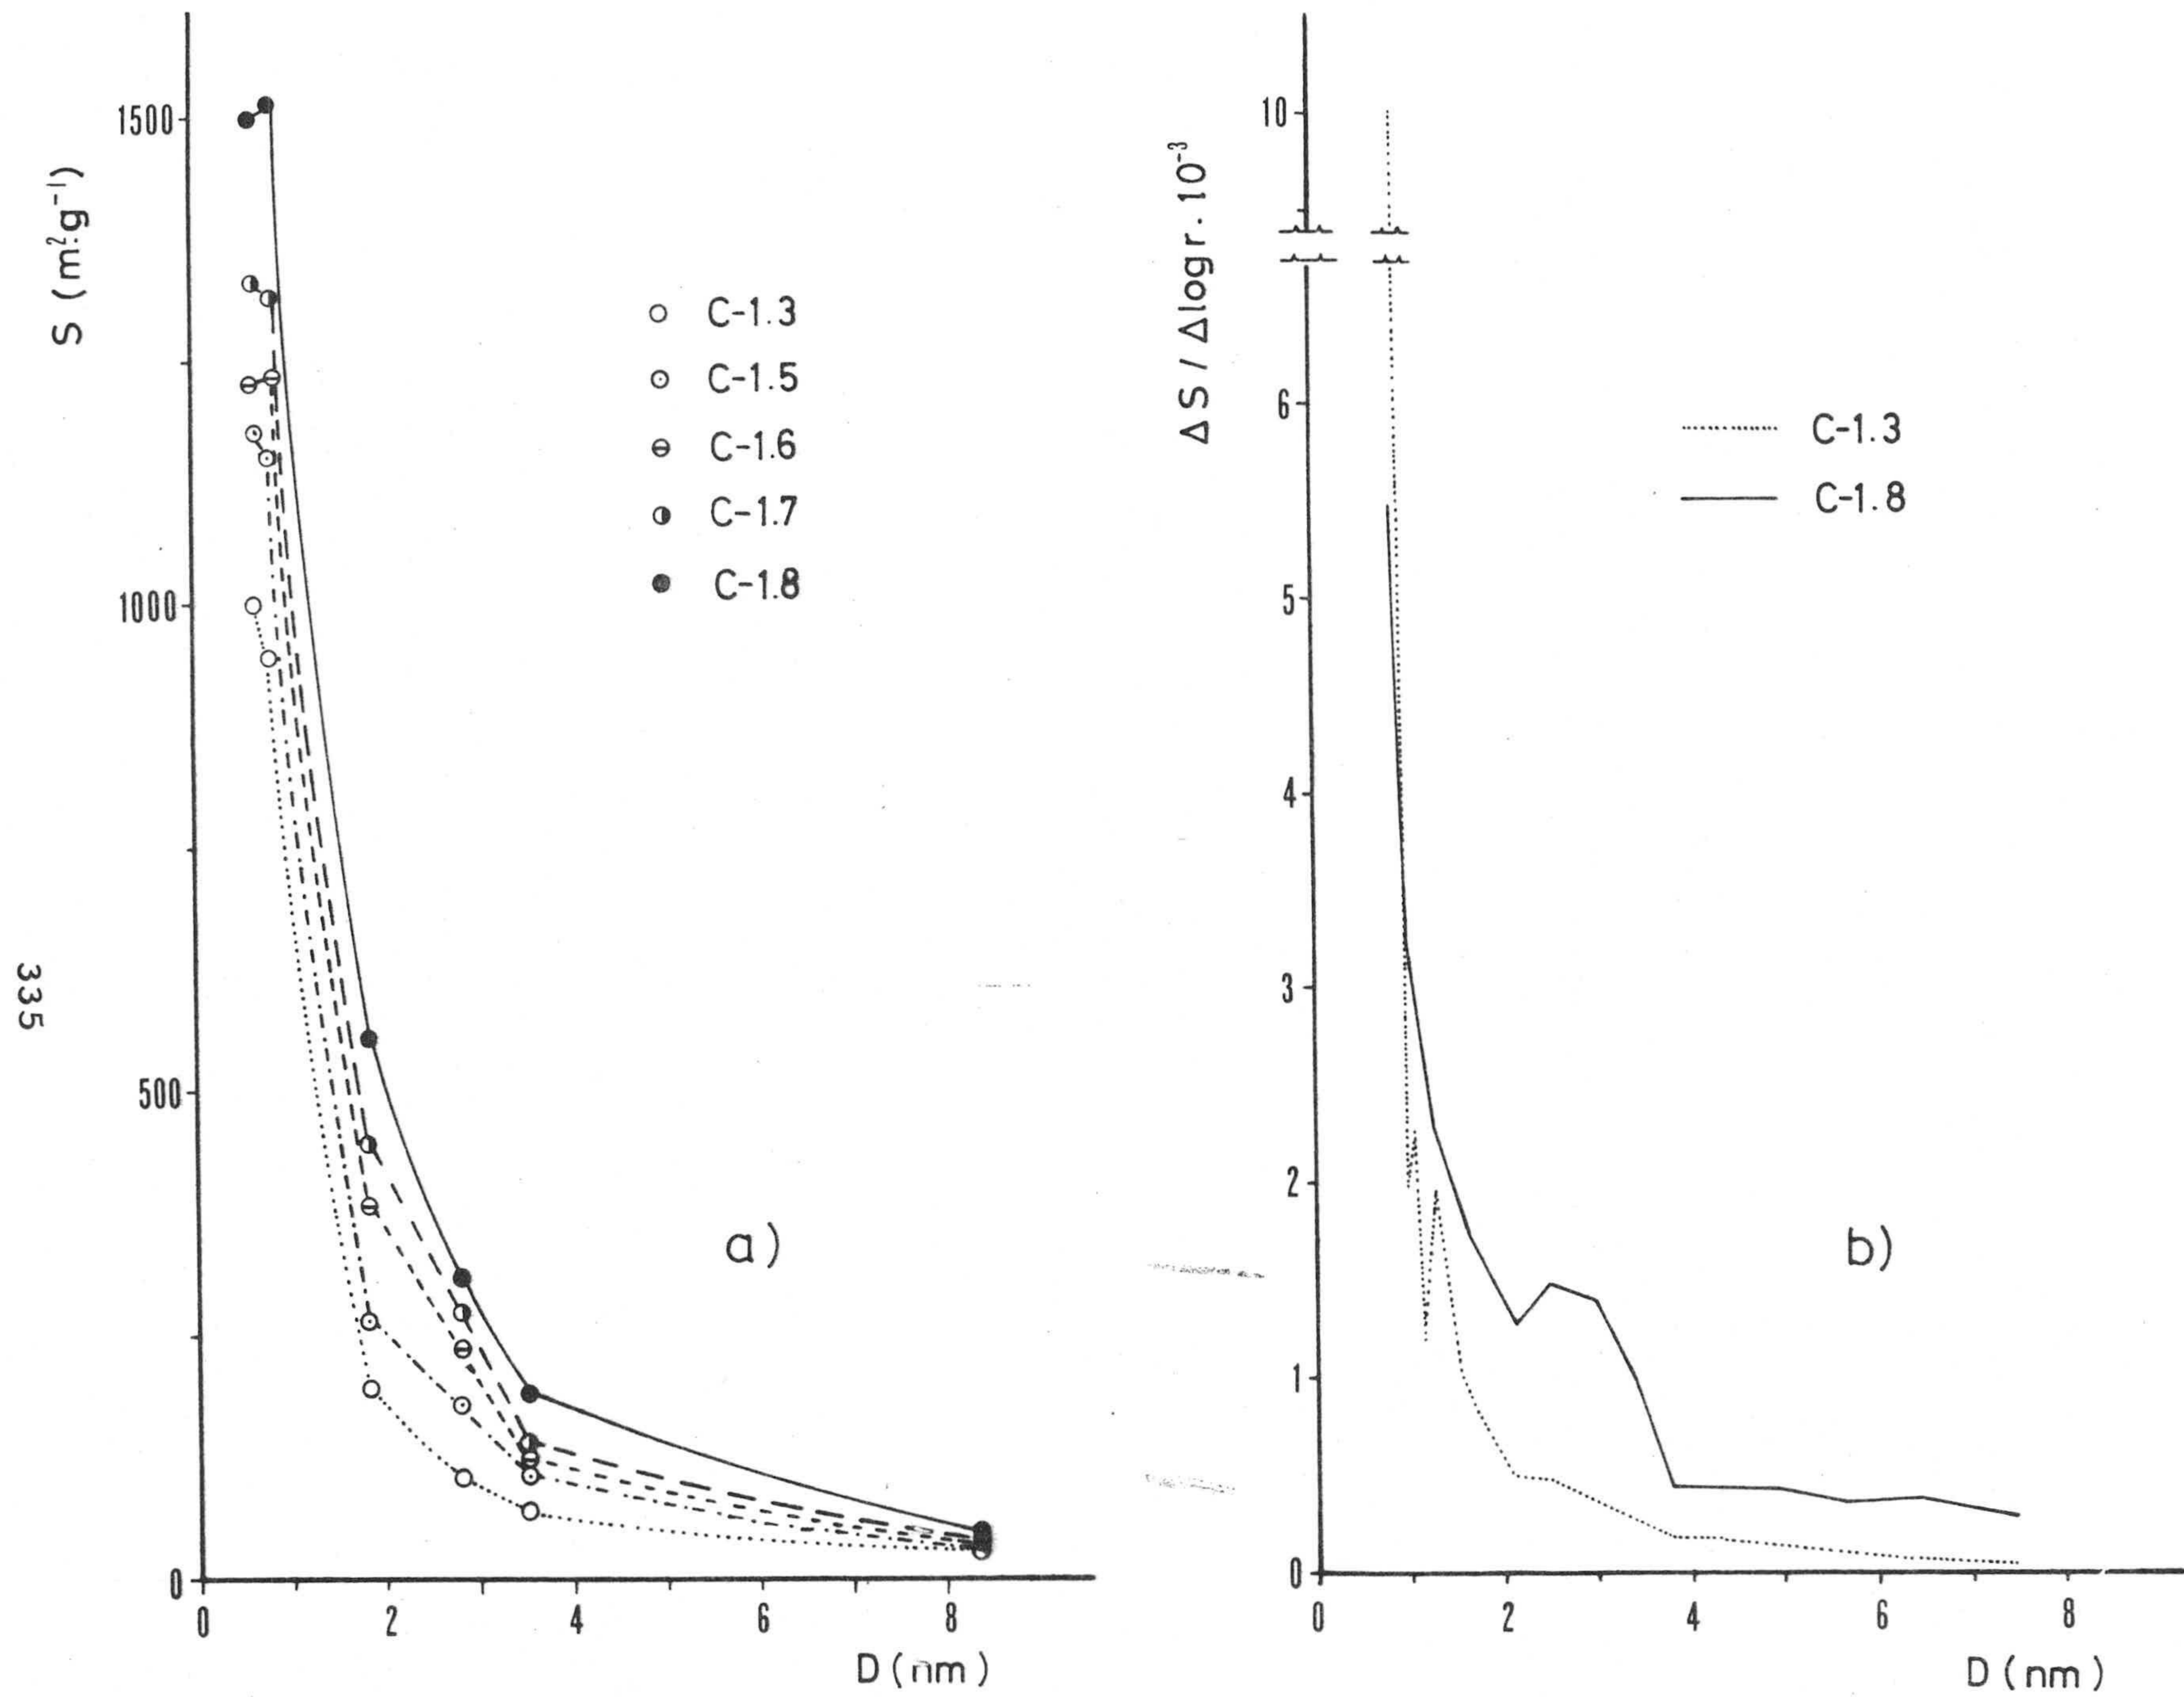 S (m².g⁻¹)
1500
1000
500
0
0 2 4 6 8
D (nm)
C-1.3
C-1.5
C-1.6
C-1.7
C-1.8
a)
ΔS / Δlog r. 10⁻³
10
6
5
4
3
2
1
0
0 2 4 6 8
D (nm)
C-1.3
C-1.8
b)
335